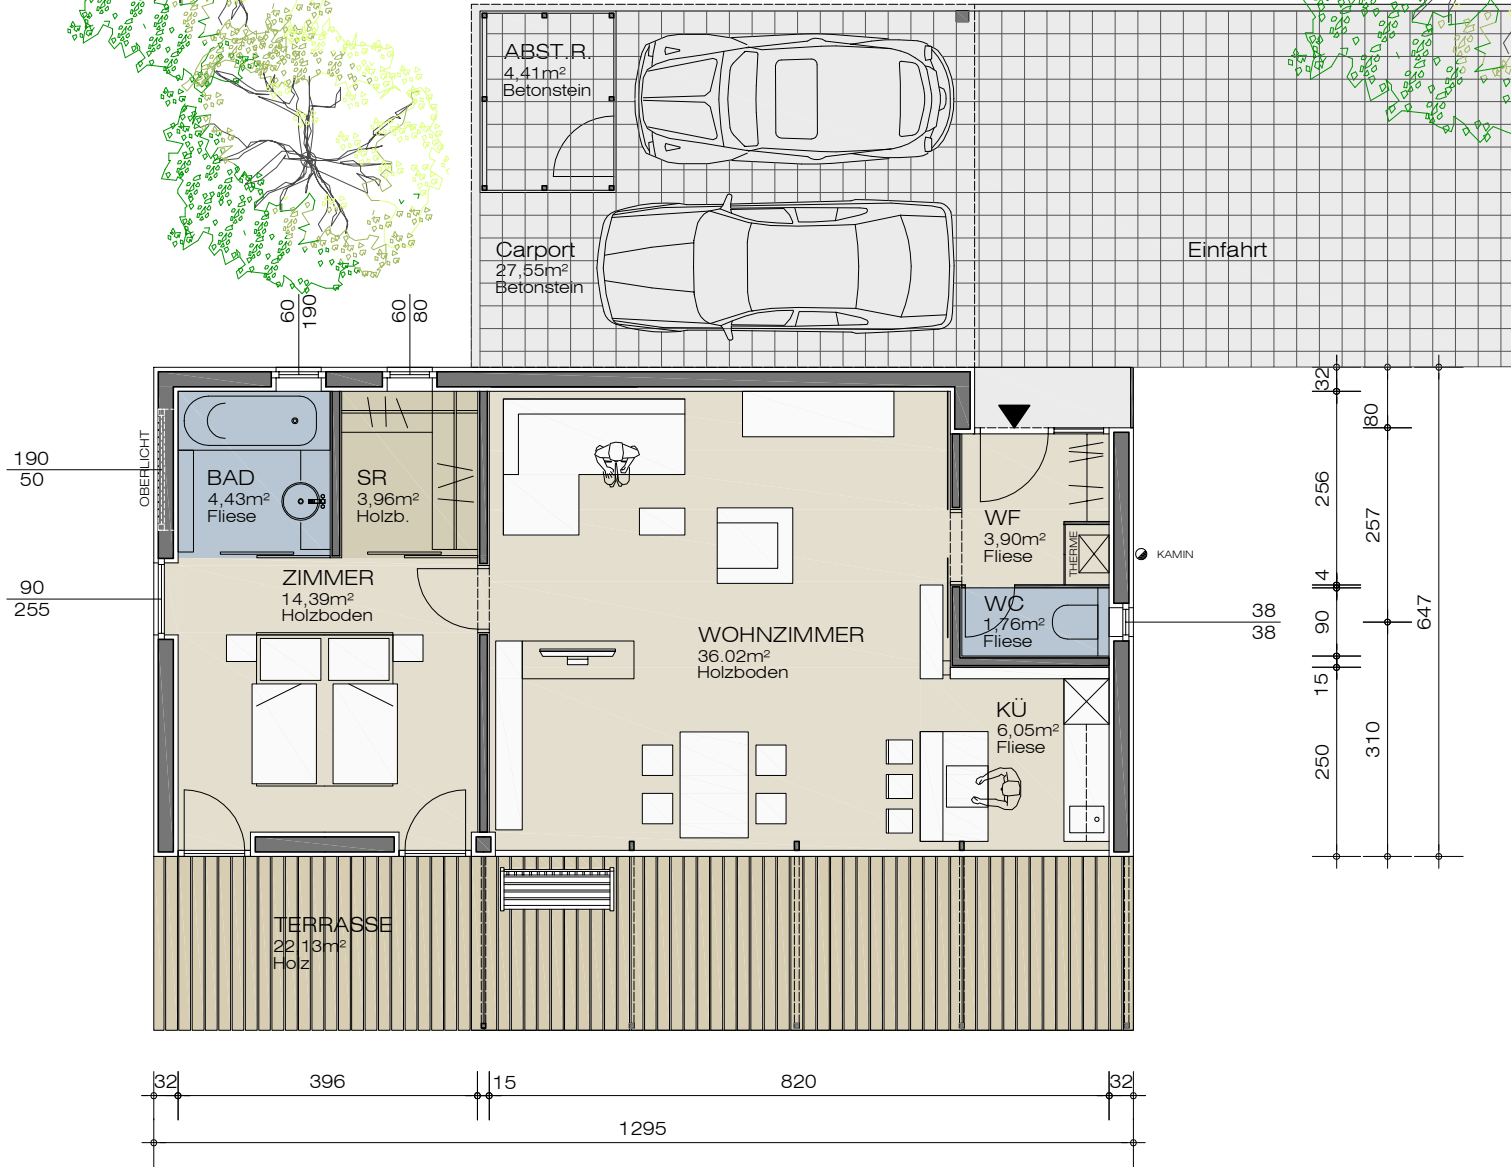 ABST.R.
4,41m²
Betonstein
Carport
27,55m²
Betonstein
Einfahrt
60
190
60
80
OBERLICHT
190
50
90
255
BAD
4,43m²
Fliese
SR
3,96m²
Holzb.
ZIMMER
14,39m²
Holzboden
WOHNZIMMER
36.02m²
Holzboden
WF
3,90m²
Fliese
THERME
KAMIN
WC
1,76m²
Fliese
38
38
KÜ
6,05m²
Fliese
TERRASSE
22.13m²
Holz
32
80
256
257
4
90
647
15
310
250
32
396
15
820
32
1295